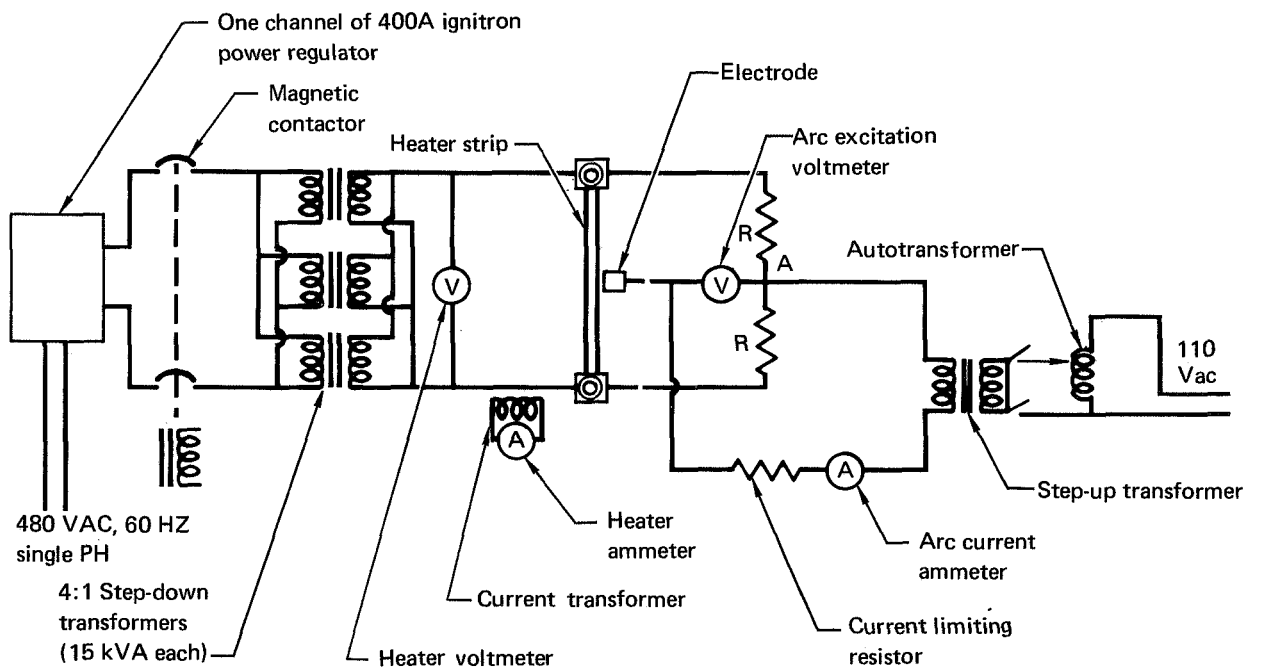 One channel of 400A ignitron
power regulator
Magnetic
contactor
Electrode
Heater strip
Arc excitation
voltmeter
R
V
A
Autotransformer
V
R
110
Vac
A
A
480 VAC, 60 HZ
single PH
Step-up transformer
Heater
ammeter
Arc current
ammeter
4:1 Step-down
transformers
(15 kVA each)
Current transformer
Current limiting
resistor
Heater voltmeter